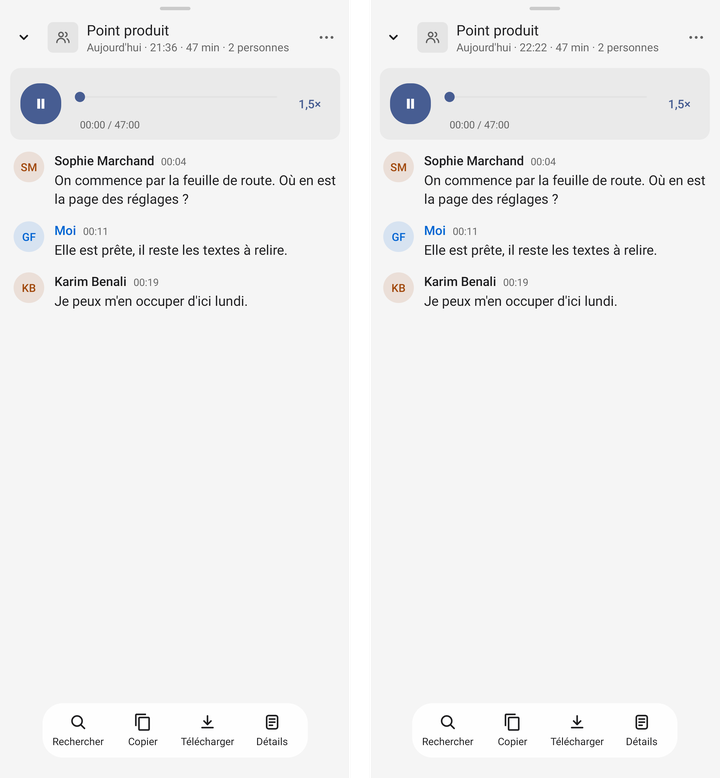 Point produit
Aujourd'hui · 21:36 · 47 min · 2 personnes
1,5×
00:00 / 47:00
SM
Sophie Marchand 00:04
On commence par la feuille de route. Où en est
la page des réglages ?
GF
Moi 00:11
Elle est prête, il reste les textes à relire.
KB
Karim Benali 00:19
Je peux m'en occuper d'ici lundi.
Rechercher
Copier
Télécharger
Détails
Point produit
Aujourd'hui · 22:22 · 47 min · 2 personnes
1,5×
00:00 / 47:00
SM
Sophie Marchand 00:04
On commence par la feuille de route. Où en est
la page des réglages ?
GF
Moi 00:11
Elle est prête, il reste les textes à relire.
KB
Karim Benali 00:19
Je peux m'en occuper d'ici lundi.
Rechercher
Copier
Télécharger
Détails